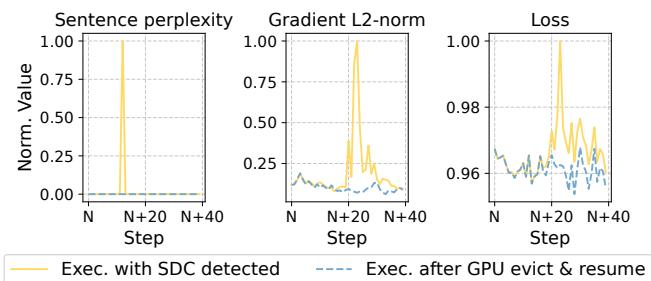 Sentence perplexity
Gradient L2-norm
Loss
Norm. Value
1.00
0.75
0.50
0.25
0.00
N
N+20
N+40
Step
1.00
0.75
0.50
0.25
N
N+20
N+40
Step
1.00
0.98
0.96
N
N+20
N+40
Step
Exec. with SDC detected
Exec. after GPU evict & resume